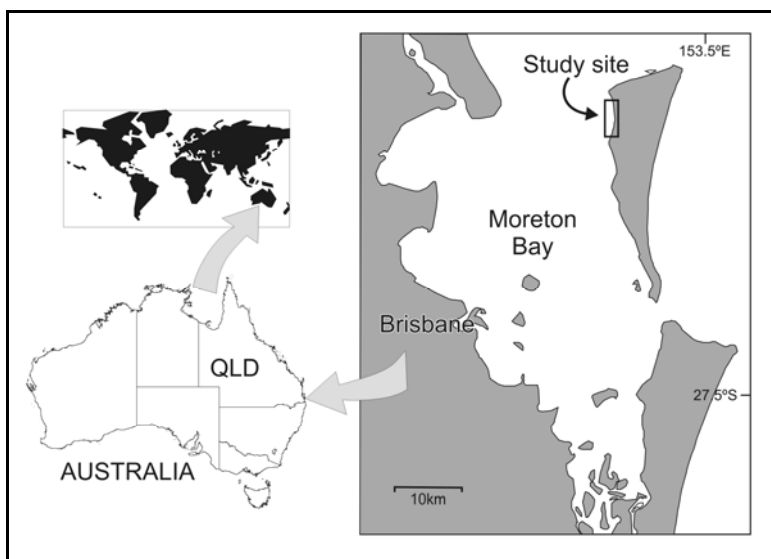 153.5ºE
Study site
Moreton
Bay
Brisbane
QLD
27.5ºS
AUSTRALIA
10km